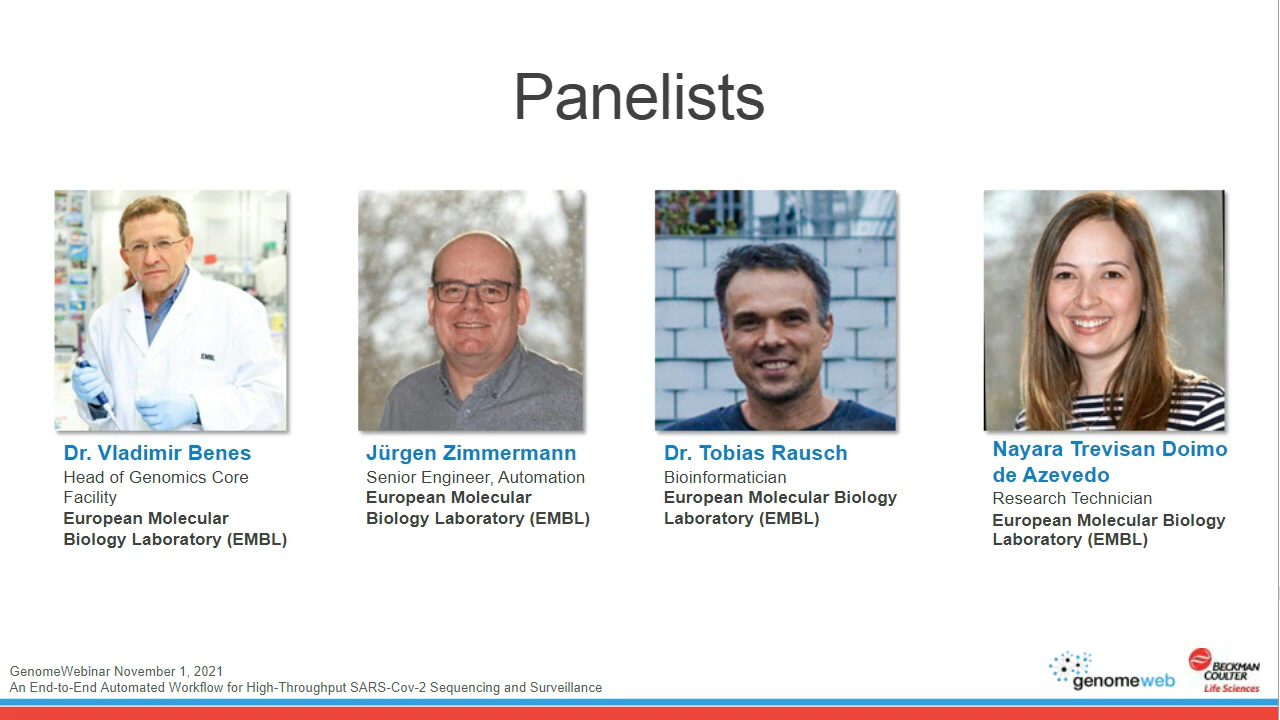 Panelists
EMBL
Dr. Vladimir Benes
Head of Genomics Core
Facility
European Molecular
Biology Laboratory (EMBL)
Jürgen Zimmermann
Senior Engineer, Automation
European Molecular
Biology Laboratory (EMBL)
Dr. Tobias Rausch
Bioinformatician
European Molecular Biology
Laboratory (EMBL)
Nayara Trevisan Doimo
de Azevedo
Research Technician
European Molecular Biology
Laboratory (EMBL)
GenomeWebinar November 1, 2021
An End-to-End Automated Workflow for High-Throughput SARS-Cov-2 Sequencing and Surveillance
genomeweb
BECKMAN
COULTER
Life Sciences